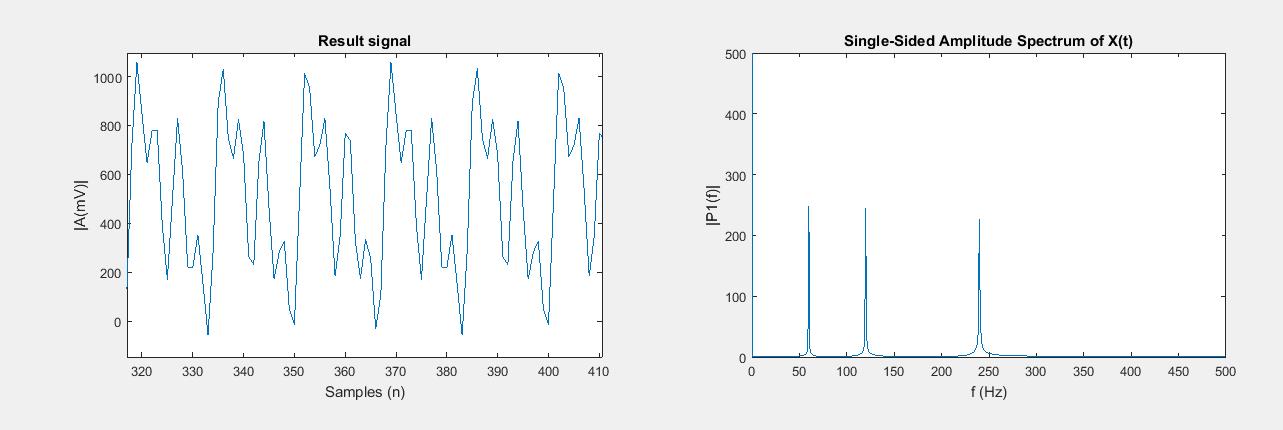 Result signal
|A(mV)|
1000
800
600
400
200
0
320 330 340 350 360 370 380 390 400 410
Samples (n)
Single-Sided Amplitude Spectrum of X(t)
|P1(f)|
500
400
300
200
100
0
0 50 100 150 200 250 300 350 400 450 500
f (Hz)